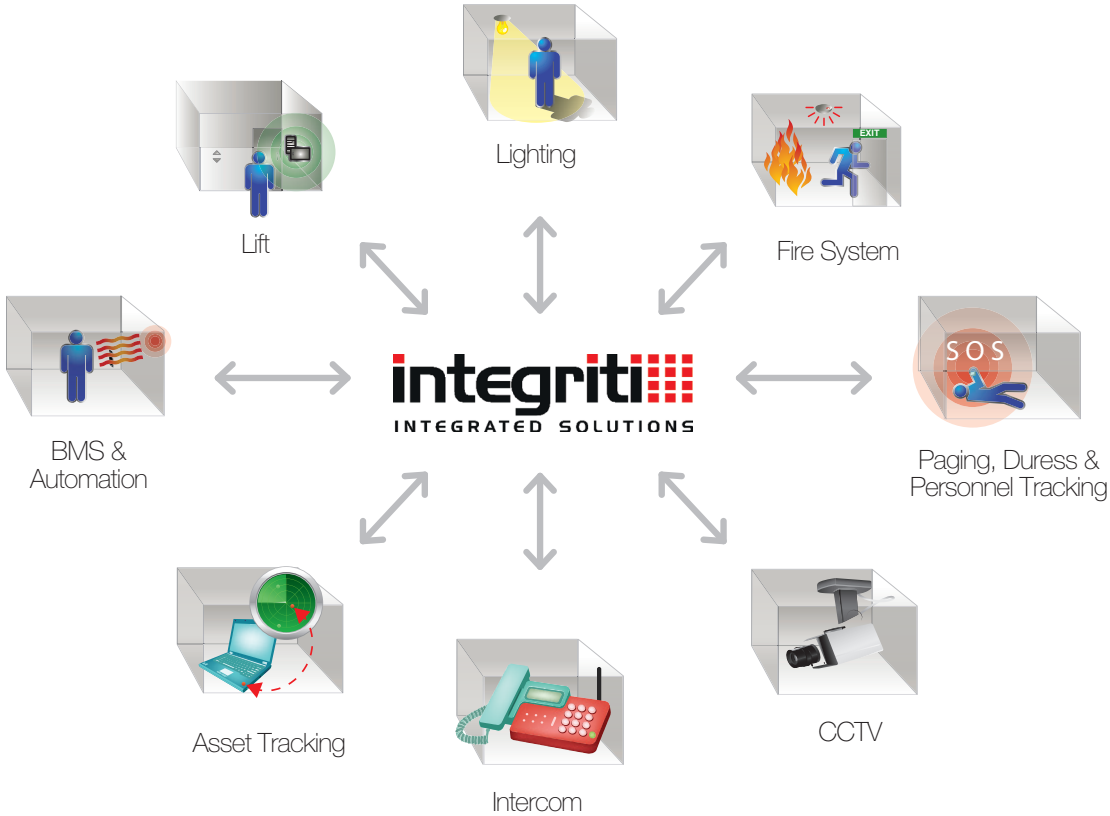 Lighting
EXIT
Lift
Fire System
SOS
BMS &
Automation
integriti
INTEGRATED SOLUTIONS
Paging, Duress &
Personnel Tracking
Asset Tracking
CCTV
Intercom